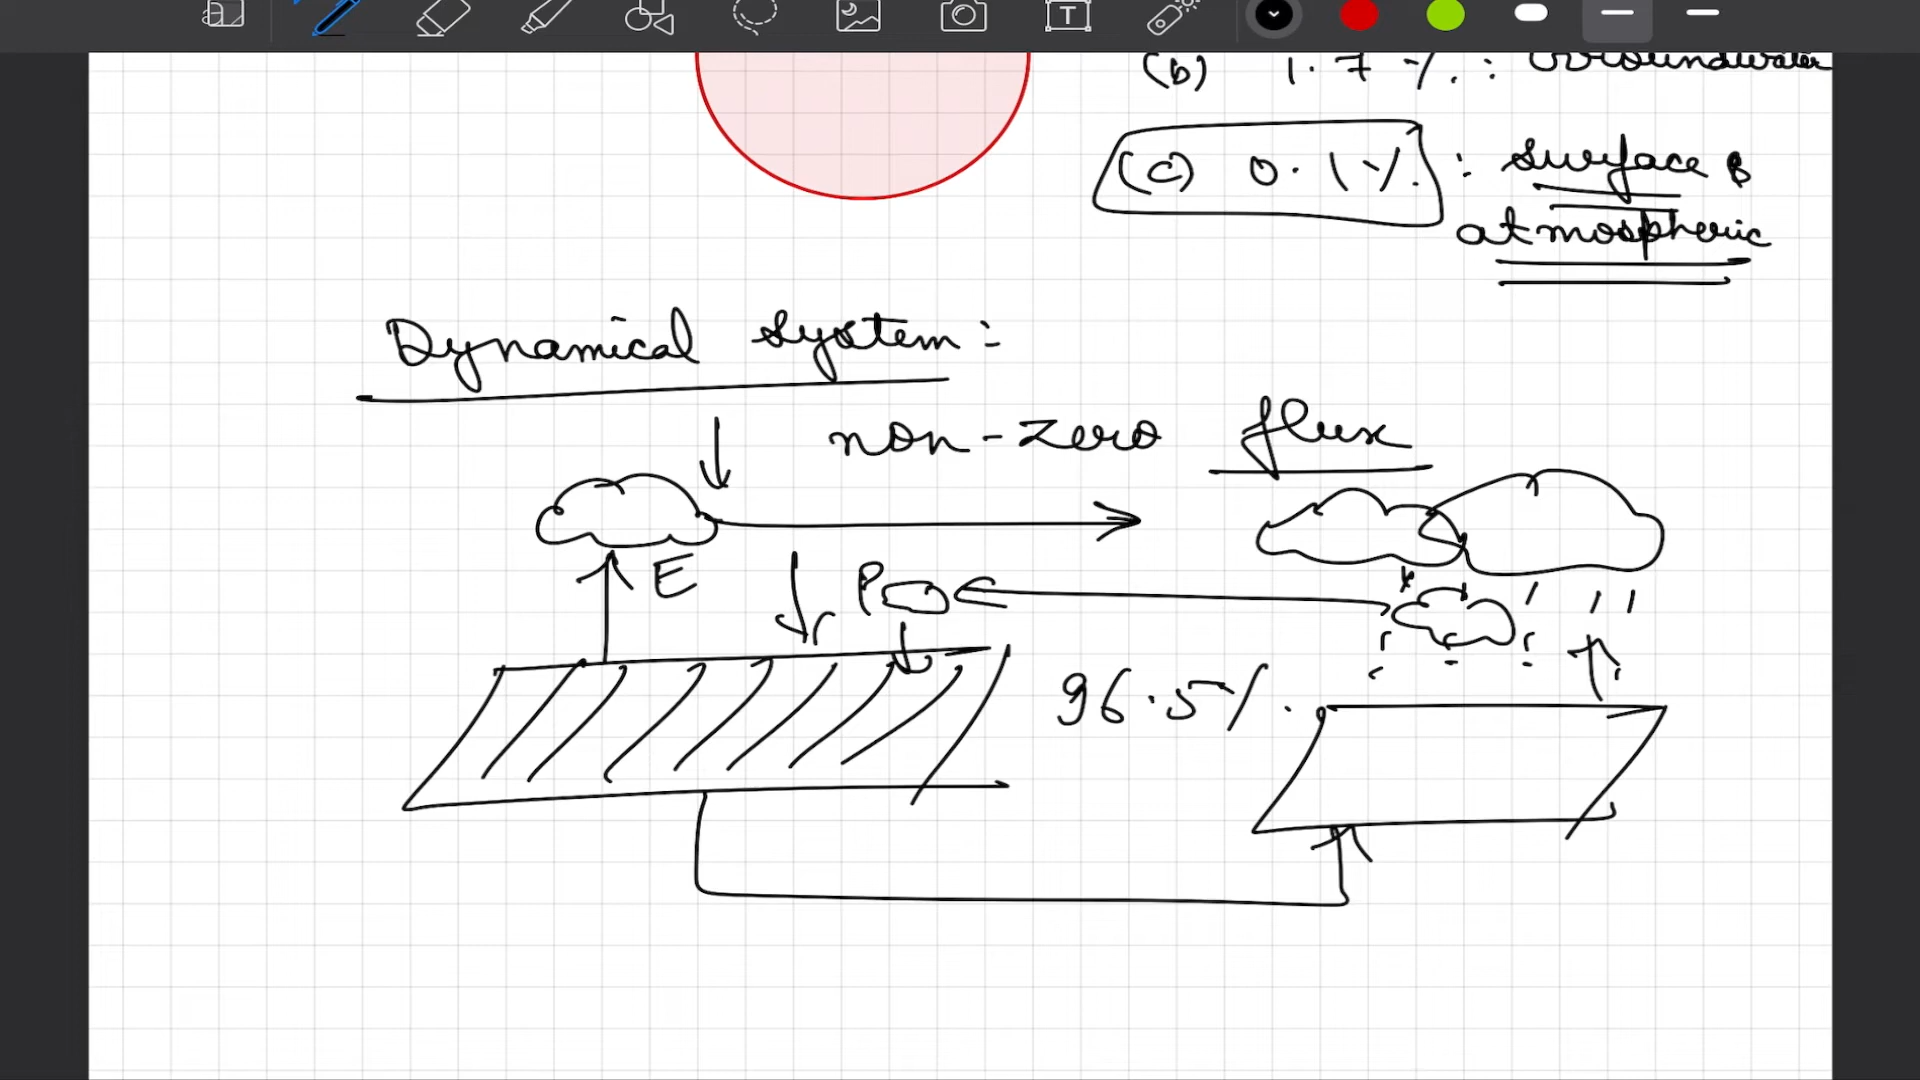 (b) 1.7 %. : Groundwater
(c) 0.1 %. : surface &
atmospheric
Dynamical system :
non-zero flux
E
P
96.5 %.